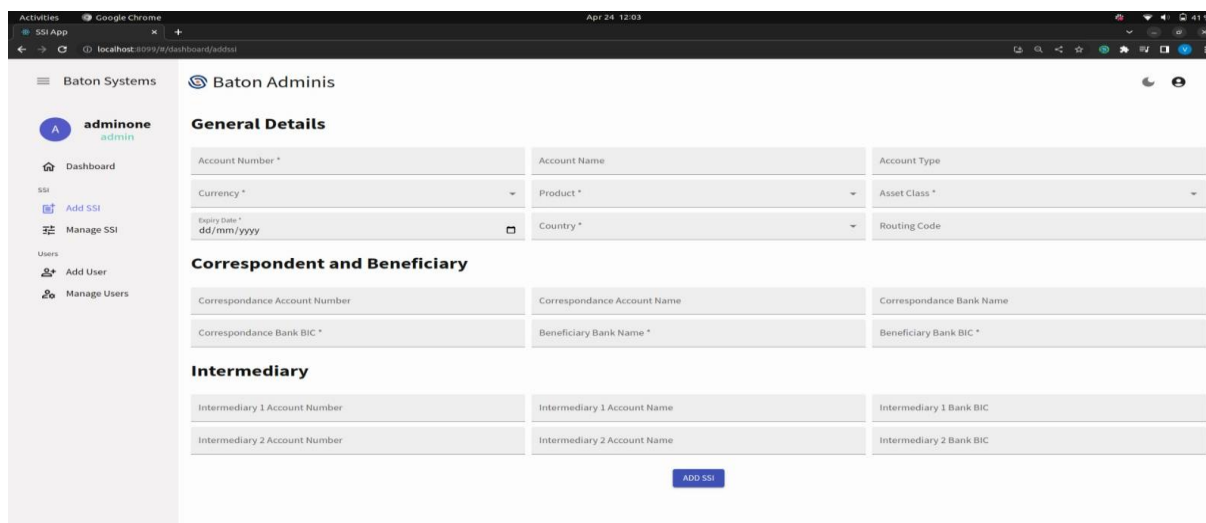 Activities Google Chrome Apr 24 12:03 41
SSI App
localhost:8099/#/dashboard/addssi
Baton Systems
Baton Adminis
A
adminone
admin
Dashboard
SSI
Add SSI
Manage SSI
Users
Add User
Manage Users
General Details
Account Number * Account Name Account Type
Currency * Product * Asset Class *
Expiry Date *
dd/mm/yyyy Country * Routing Code
Correspondent and Beneficiary
Correspondance Account Number Correspondance Account Name Correspondance Bank Name
Correspondance Bank BIC * Beneficiary Bank Name * Beneficiary Bank BIC *
Intermediary
Intermediary 1 Account Number Intermediary 1 Account Name Intermediary 1 Bank BIC
Intermediary 2 Account Number Intermediary 2 Account Name Intermediary 2 Bank BIC
ADD SSI